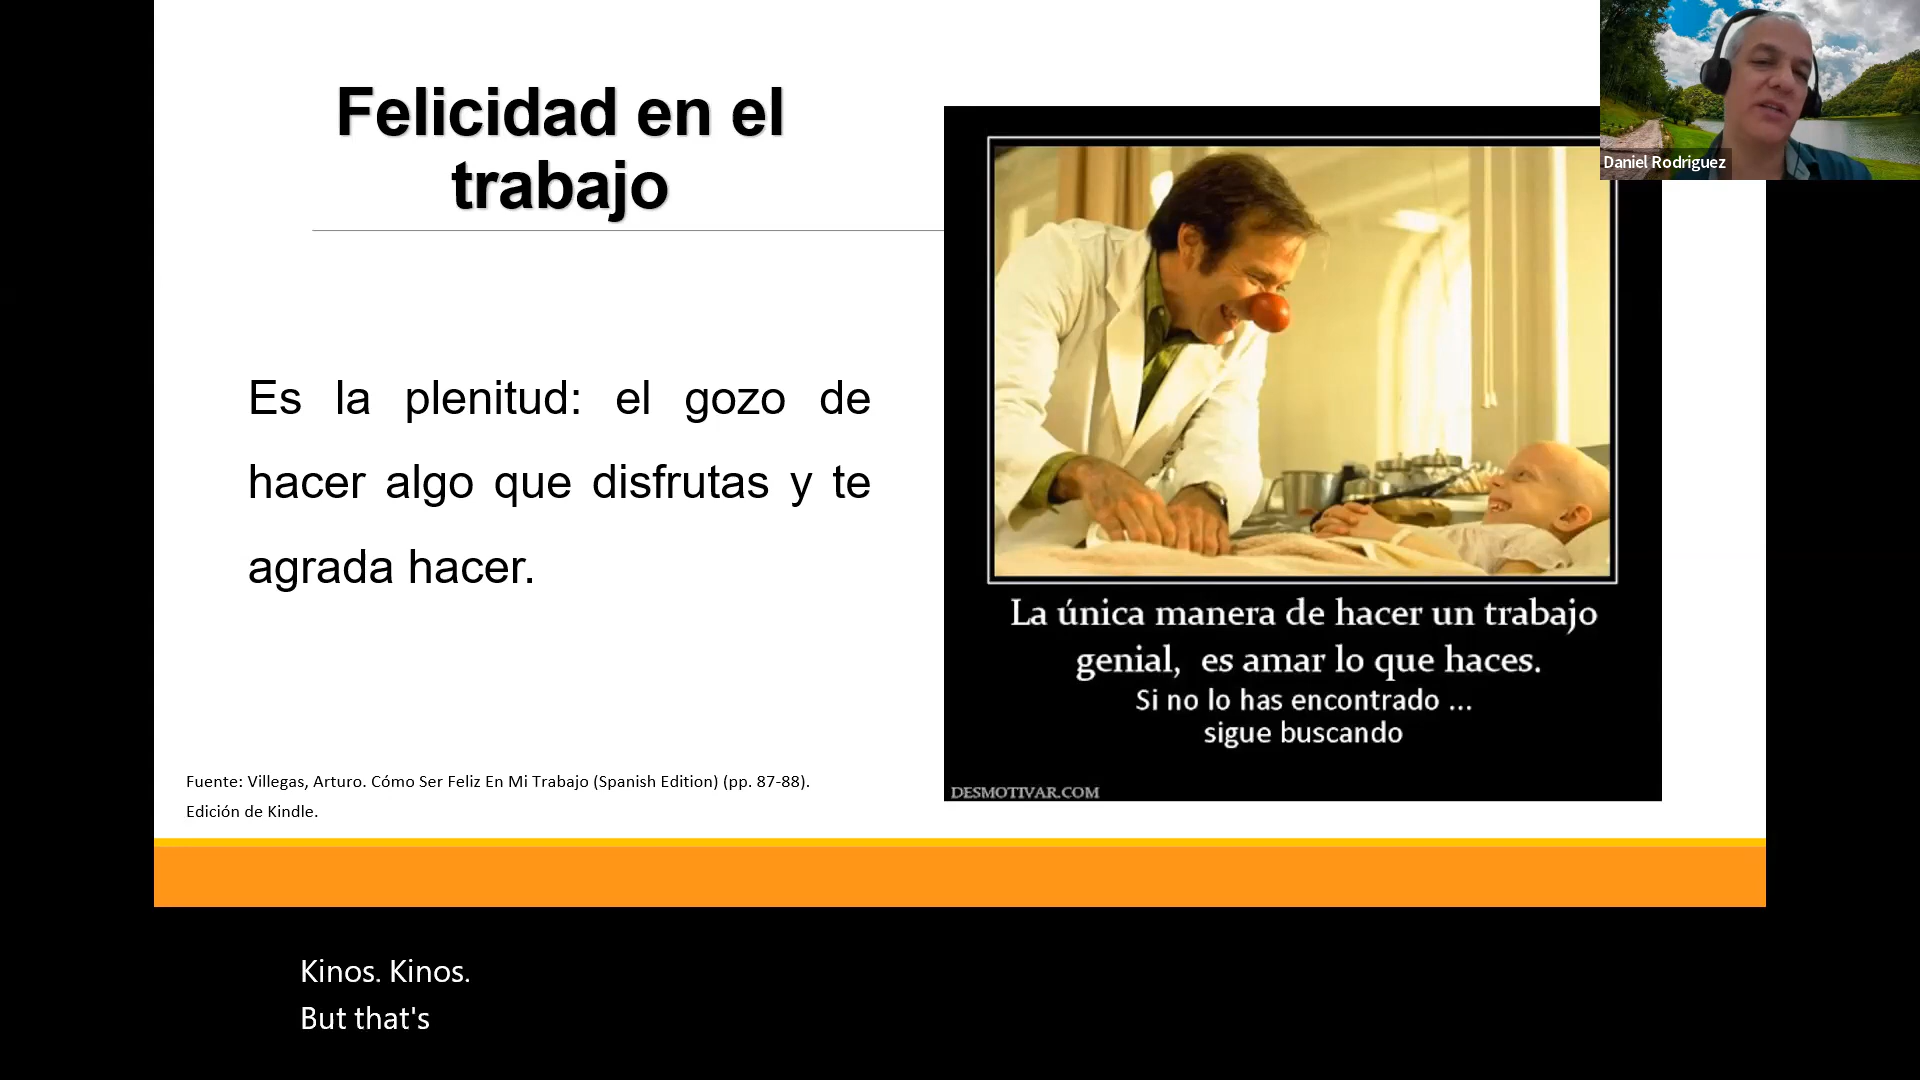 Felicidad en el
trabajo
Daniel Rodriguez
Es la plenitud: el gozo de
hacer algo que disfrutas y te
agrada hacer.
La única manera de hacer un trabajo
genial, es amar lo que haces.
Si no lo has encontrado ...
sigue buscando
DESMOTIVAR.COM
Fuente: Villegas, Arturo. Cómo Ser Feliz En Mi Trabajo (Spanish Edition) (pp. 87-88).
Edición de Kindle.
Kinos. Kinos.
But that's